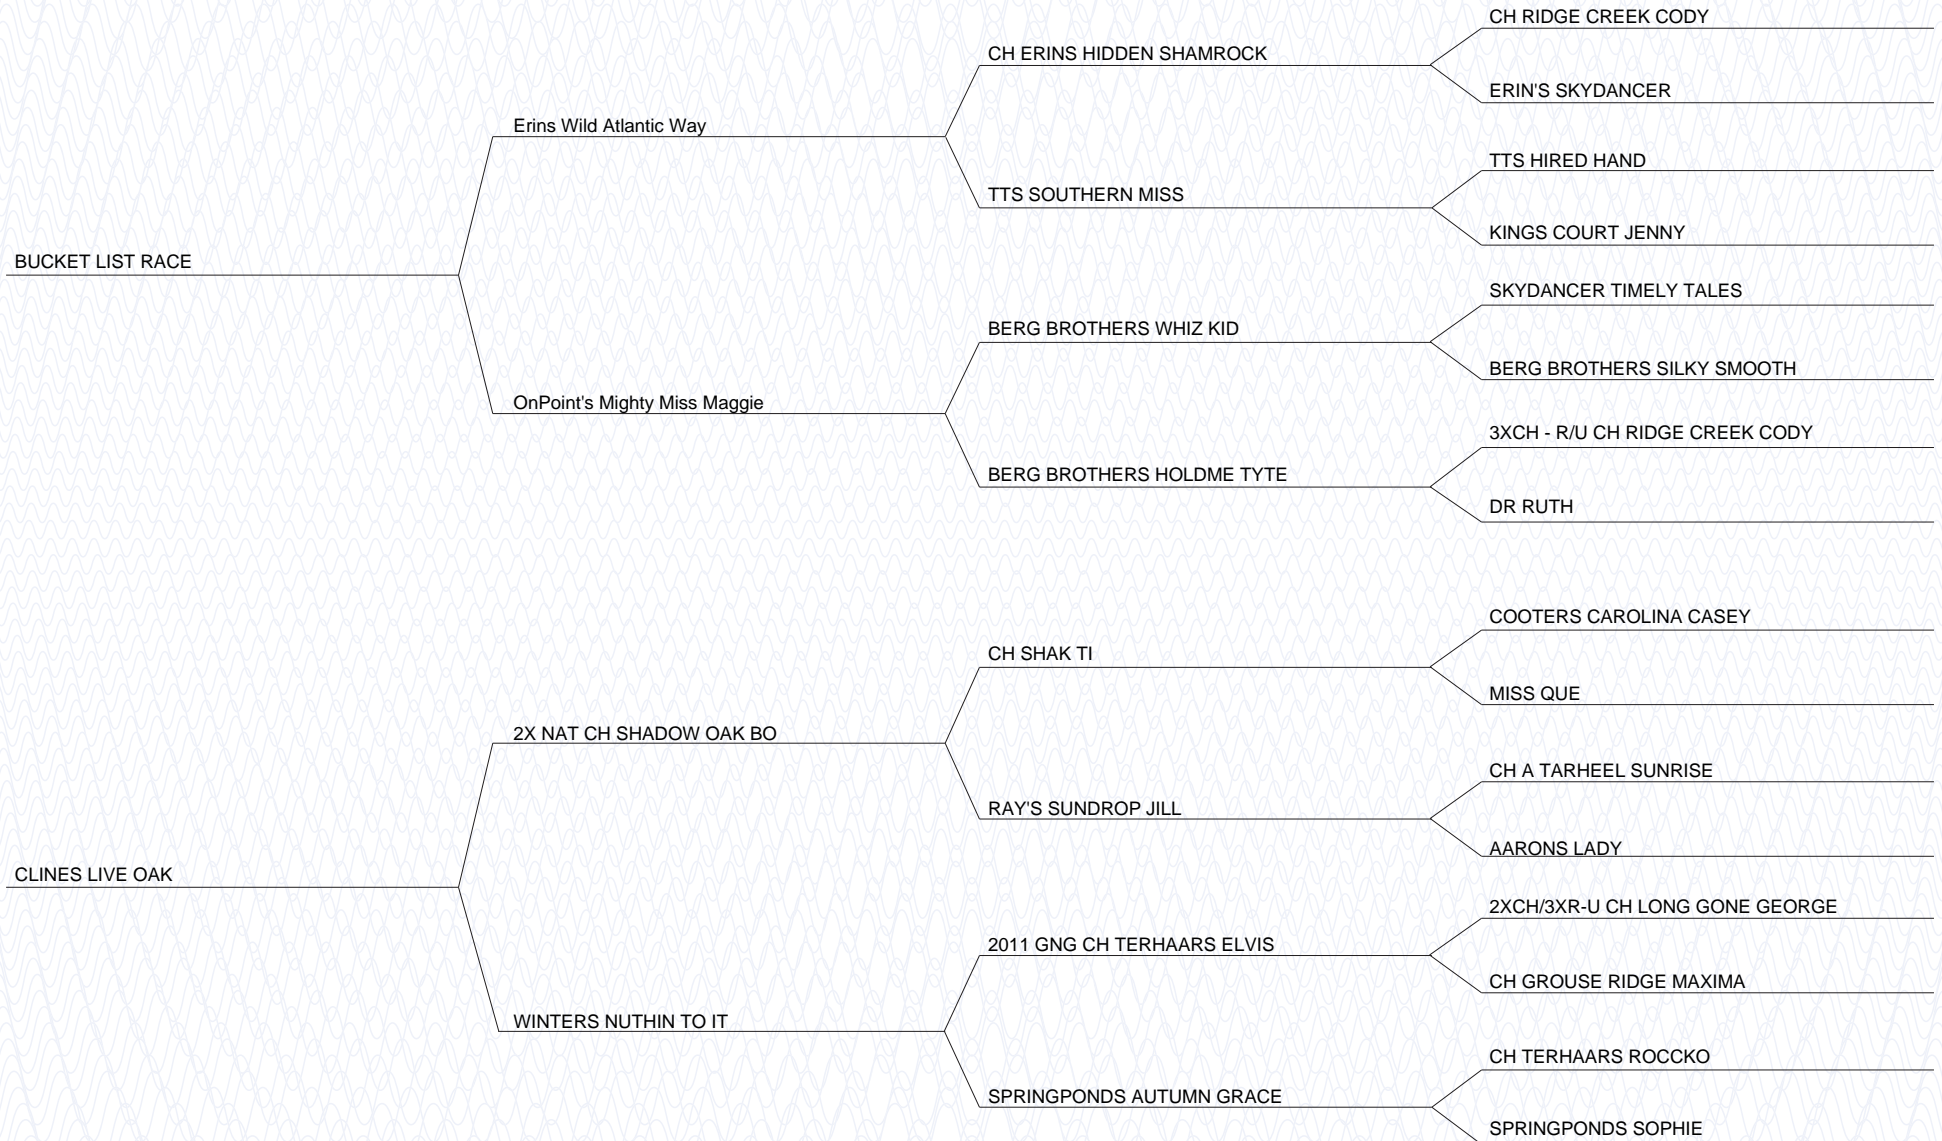 CH RIDGE CREEK CODY
CH ERINS HIDDEN SHAMROCK
ERIN'S SKYDANCER
Erins Wild Atlantic Way
TTS HIRED HAND
TTS SOUTHERN MISS
KINGS COURT JENNY
BUCKET LIST RACE
SKYDANCER TIMELY TALES
BERG BROTHERS WHIZ KID
BERG BROTHERS SILKY SMOOTH
OnPoint's Mighty Miss Maggie
3XCH - R/U CH RIDGE CREEK CODY
BERG BROTHERS HOLDME TYTE
DR RUTH
COOTERS CAROLINA CASEY
CH SHAK TI
MISS QUE
2X NAT CH SHADOW OAK BO
CH A TARHEEL SUNRISE
RAY'S SUNDROP JILL
AARONS LADY
CLINES LIVE OAK
2XCH/3XR-U CH LONG GONE GEORGE
2011 GNG CH TERHAARS ELVIS
CH GROUSE RIDGE MAXIMA
WINTERS NUTHIN TO IT
CH TERHAARS ROCCKO
SPRINGPONDS AUTUMN GRACE
SPRINGPONDS SOPHIE